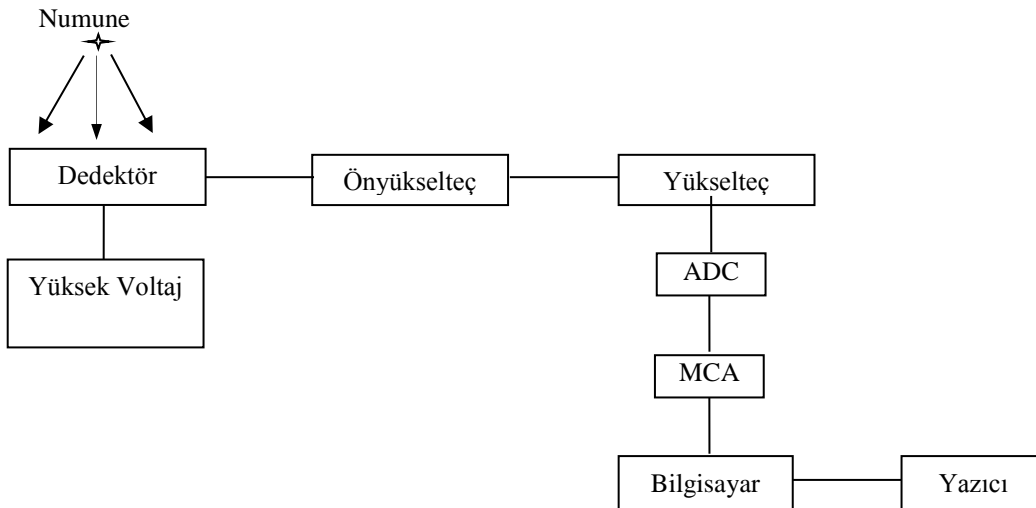 Numune
Dedektör
Önyükselteç
Yükselteç
Yüksek Voltaj
ADC
MCA
Bilgisayar
Yazıcı